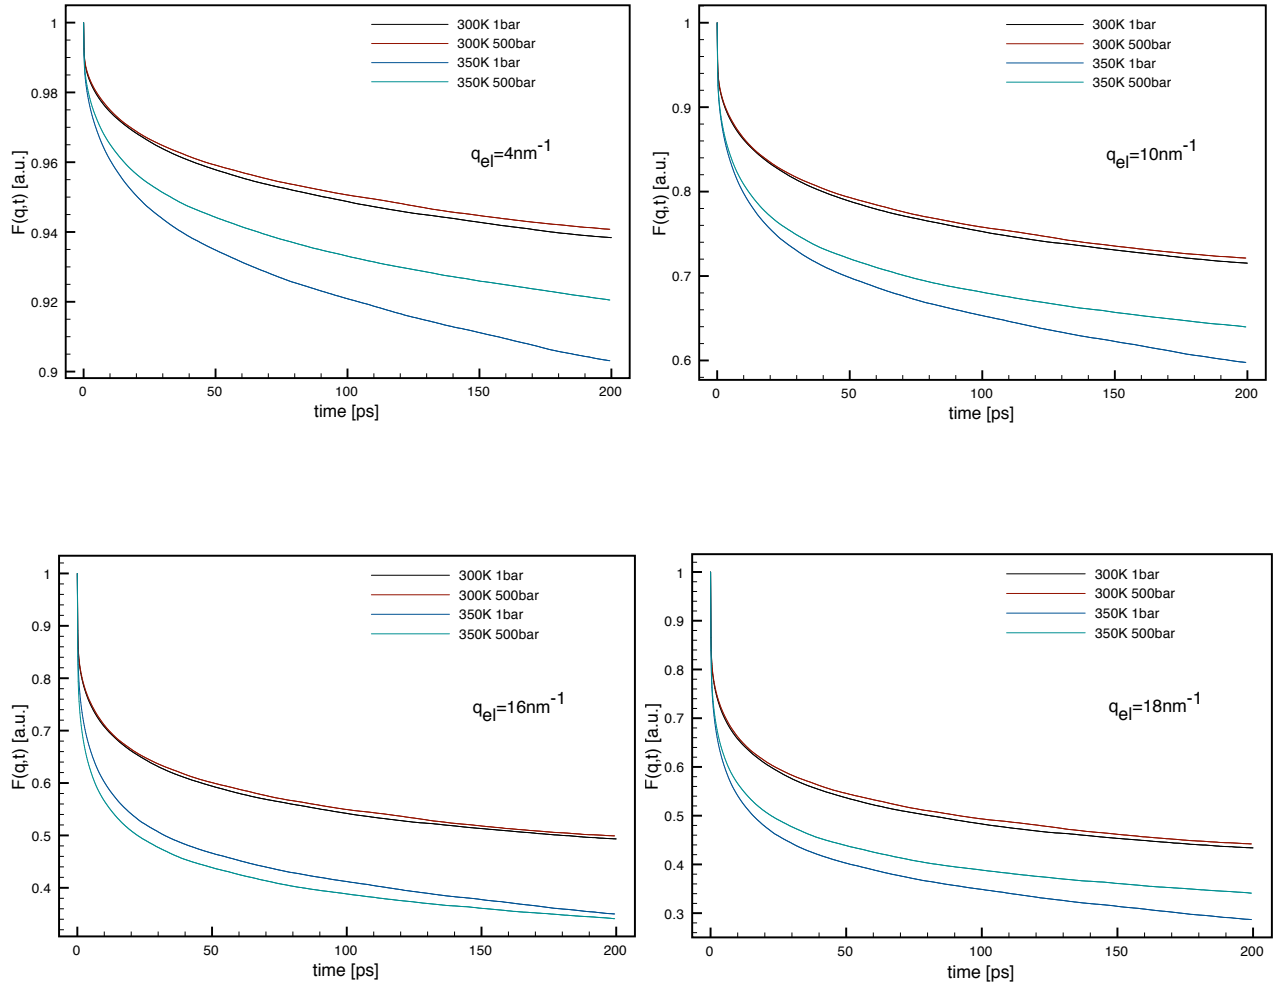 300K 1bar
300K 500bar
350K 1bar
350K 500bar
q_el=4nm^-1
F(q,t) [a.u.]
1
0.98
0.96
0.94
0.92
0.9
0
50
100
150
200
time [ps]
300K 1bar
300K 500bar
350K 1bar
350K 500bar
q_el=10nm^-1
F(q,t) [a.u.]
1
0.9
0.8
0.7
0.6
0
50
100
150
200
time [ps]
300K 1bar
300K 500bar
350K 1bar
350K 500bar
q_el=16nm^-1
F(q,t) [a.u.]
1
0.9
0.8
0.7
0.6
0.5
0.4
0
50
100
150
200
time [ps]
300K 1bar
300K 500bar
350K 1bar
350K 500bar
q_el=18nm^-1
F(q,t) [a.u.]
1
0.9
0.8
0.7
0.6
0.5
0.4
0.3
0
50
100
150
200
time [ps]